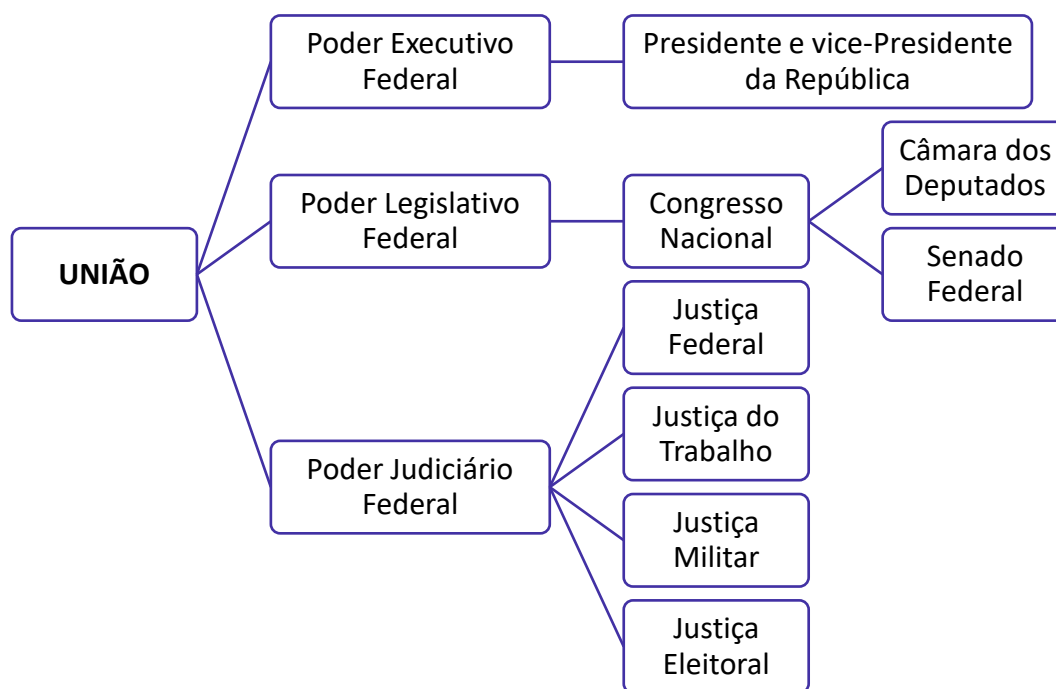 Poder Executivo
Federal
Presidente e vice-Presidente
da República
Câmara dos
Deputados
Poder Legislativo
Federal
Congresso
Nacional
Senado
Federal
UNIÃO
Justiça
Federal
Justiça do
Trabalho
Poder Judiciário
Federal
Justiça
Militar
Justiça
Eleitoral